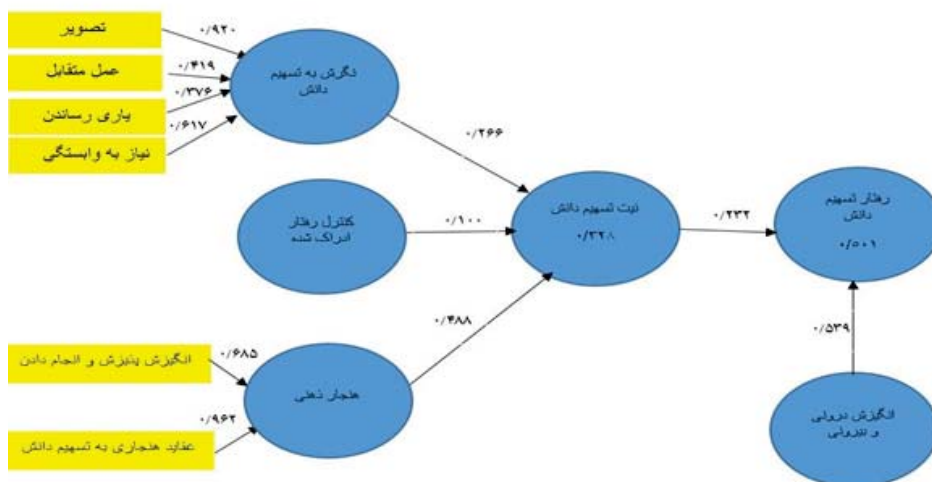 تصویر
۰/۹۲۰
عمل متقابل
۰/۴۱۹
یاری رساندن
۰/۳۷۶
نیاز به وابستگی
۰/۶۱۷
نگرش به تسهیم
دانش
۰/۲۶۶
کنترل رفتار
ادراک شده
۰/۱۰۰
نیت تسهیم دانش
۰/۳۲۸
۰/۲۳۲
رفتار تسهیم
دانش
۰/۵۰۱
۰/۵۳۹
انگیزش درونی
و بیرونی
۰/۴۸۸
هنجار ذهنی
انگیزش پذیرش و انجام دادن
۰/۶۸۵
عقاید هنجاری به تسهیم دانش
۰/۹۶۲